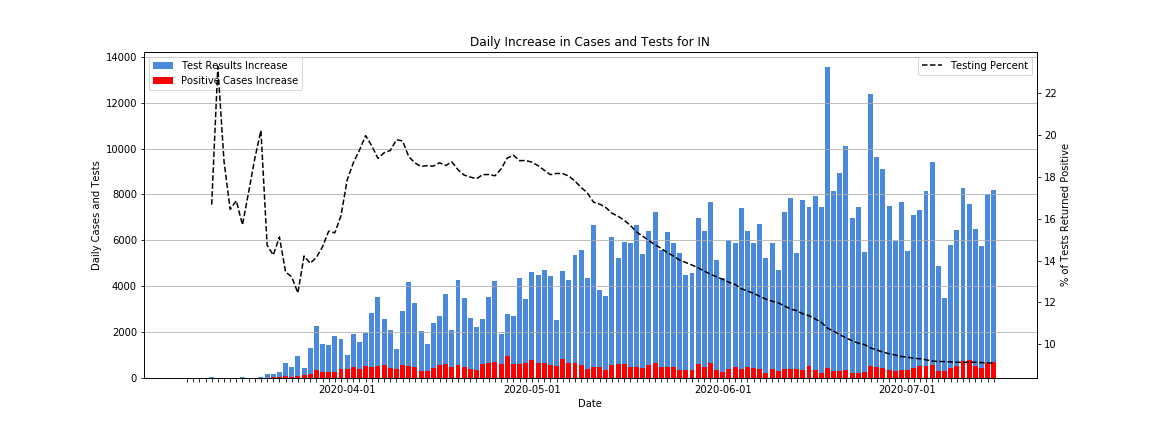 Daily Increase in Cases and Tests for IN
Test Results Increase
Positive Cases Increase
Testing Percent
14000
12000
10000
8000
6000
4000
2000
0
Daily Cases and Tests
22
20
18
16
14
12
10
% of Tests Returned Positive
2020-04-01
2020-05-01
2020-06-01
2020-07-01
Date